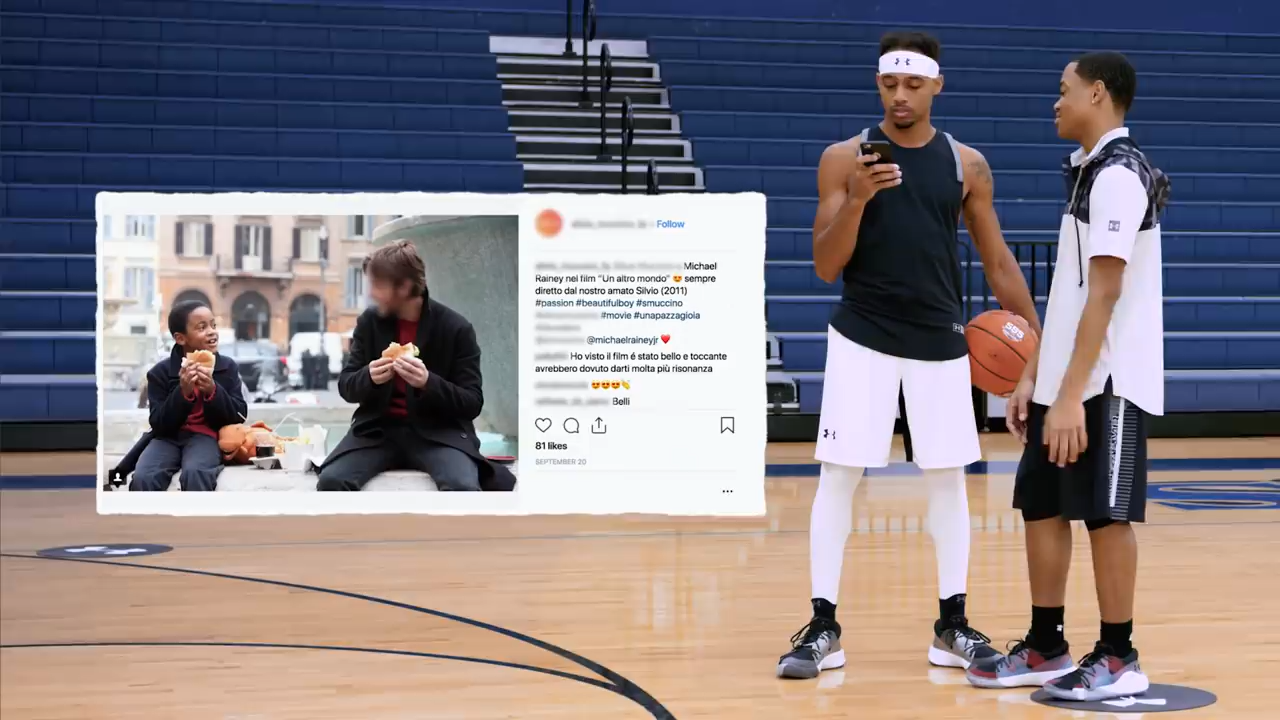 Follow
Michael
Rainey nel film "Un altro mondo" 😍 sempre
diretto dal nostro amato Silvio (2011)
#passion #beautifulboy #smuccino
#movie #unapazzagioia
@michaelraineyjr ❤️
Ho visto il film é stato bello e toccante
avrebbero dovuto darti molta più risonanza
😍😍😍👏
Belli
81 likes
SEPTEMBER 20